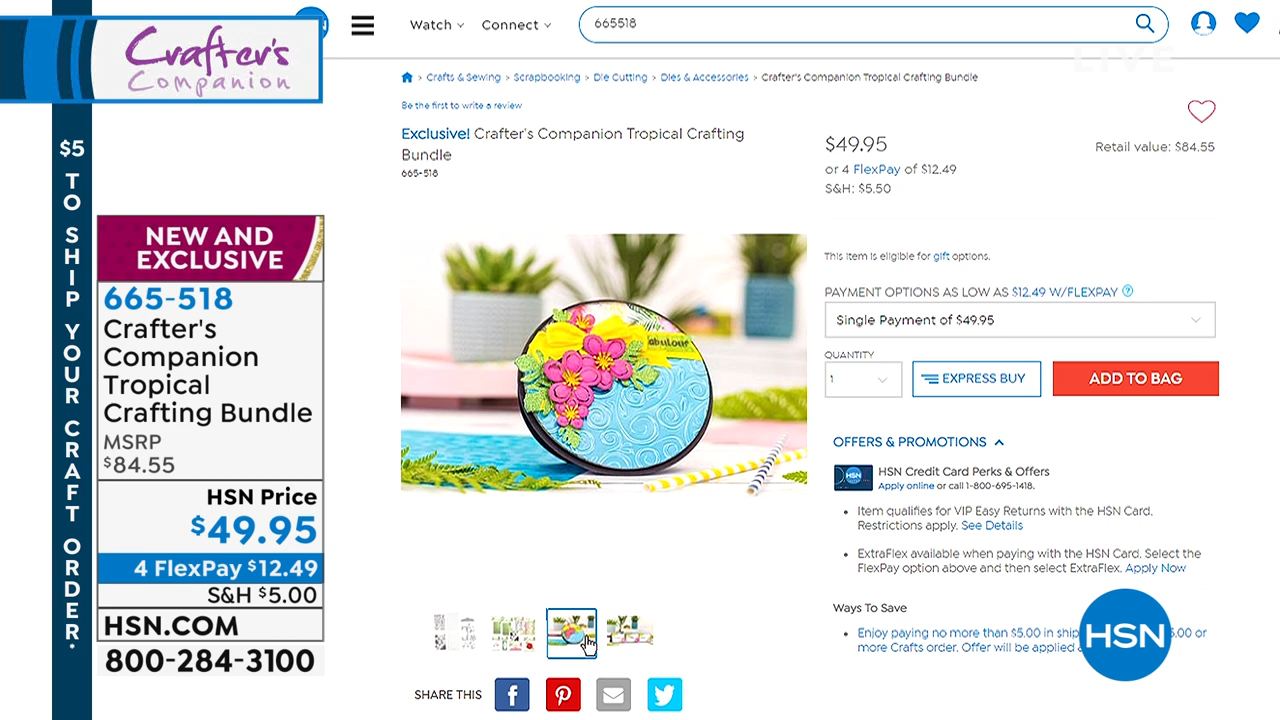 Crafter's
Companion
$5 TO SHIP YOUR CRAFT ORDER.*
NEW AND
EXCLUSIVE
665-518
Crafter's
Companion
Tropical
Crafting Bundle
MSRP
$84.55
HSN Price
$49.95
4 FlexPay $12.49
S&H $5.00
HSN.COM
800-284-3100
Watch
Connect
665518
LIVE
Crafts & Sewing > Scrapbooking > Die Cutting > Dies & Accessories > Crafter's Companion Tropical Crafting Bundle
Be the first to write a review
Exclusive! Crafter's Companion Tropical Crafting
Bundle
665-518
$49.95
Retail value: $84.55
or 4 FlexPay of $12.49
S&H: $5.50
This item is eligible for gift options.
PAYMENT OPTIONS AS LOW AS $12.49 W/FLEXPAY ?
Single Payment of $49.95
QUANTITY
1
EXPRESS BUY
ADD TO BAG
OFFERS & PROMOTIONS
HSN
HSN Credit Card Perks & Offers
Apply online or call 1-800-695-1418.
• Item qualifies for VIP Easy Returns with the HSN Card.
Restrictions apply. See Details
• ExtraFlex available when paying with the HSN Card. Select the
FlexPay option above and then select ExtraFlex. Apply Now
Ways To Save
• Enjoy paying no more than $5.00 in
more Crafts order. Offer will be applied
or
HSN
abulous
SHARE THIS